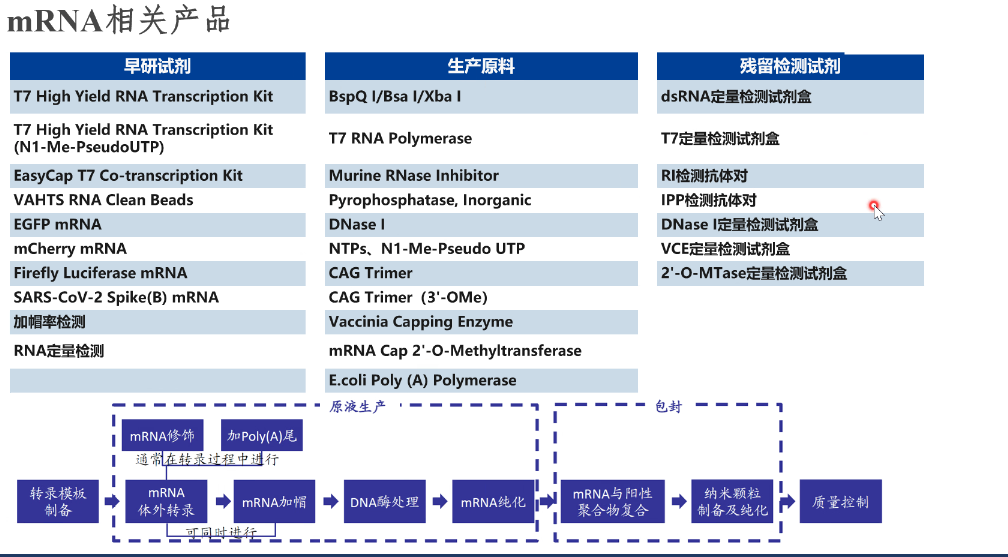 mRNA相关产品
早研试剂
T7 High Yield RNA Transcription Kit
T7 High Yield RNA Transcription Kit
(N1-Me-PseudoUTP)
EasyCap T7 Co-transcription Kit
VAHTS RNA Clean Beads
EGFP mRNA
mCherry mRNA
Firefly Luciferase mRNA
SARS-CoV-2 Spike(B) mRNA
加帽率检测
RNA定量检测
生产原料
BspQ I/Bsa I/Xba I
T7 RNA Polymerase
Murine RNase Inhibitor
Pyrophosphatase, Inorganic
DNase I
NTPs、N1-Me-Pseudo UTP
CAG Trimer
CAG Trimer（3'-OMe)
Vaccinia Capping Enzyme
mRNA Cap 2'-O-Methyltransferase
E.coli Poly (A) Polymerase
残留检测试剂
dsRNA定量检测试剂盒
T7定量检测试剂盒
RI检测抗体对
IPP检测抗体对
DNase I定量检测试剂盒
VCE定量检测试剂盒
2'-O-MTase定量检测试剂盒
原液生产
包封
mRNA修饰
加Poly(A)尾
通常在转录过程中进行
转录模板
制备
mRNA
体外转录
mRNA加帽
DNA酶处理
mRNA纯化
mRNA与阳性
聚合物复合
纳米颗粒
制备及纯化
质量控制
可同时进行